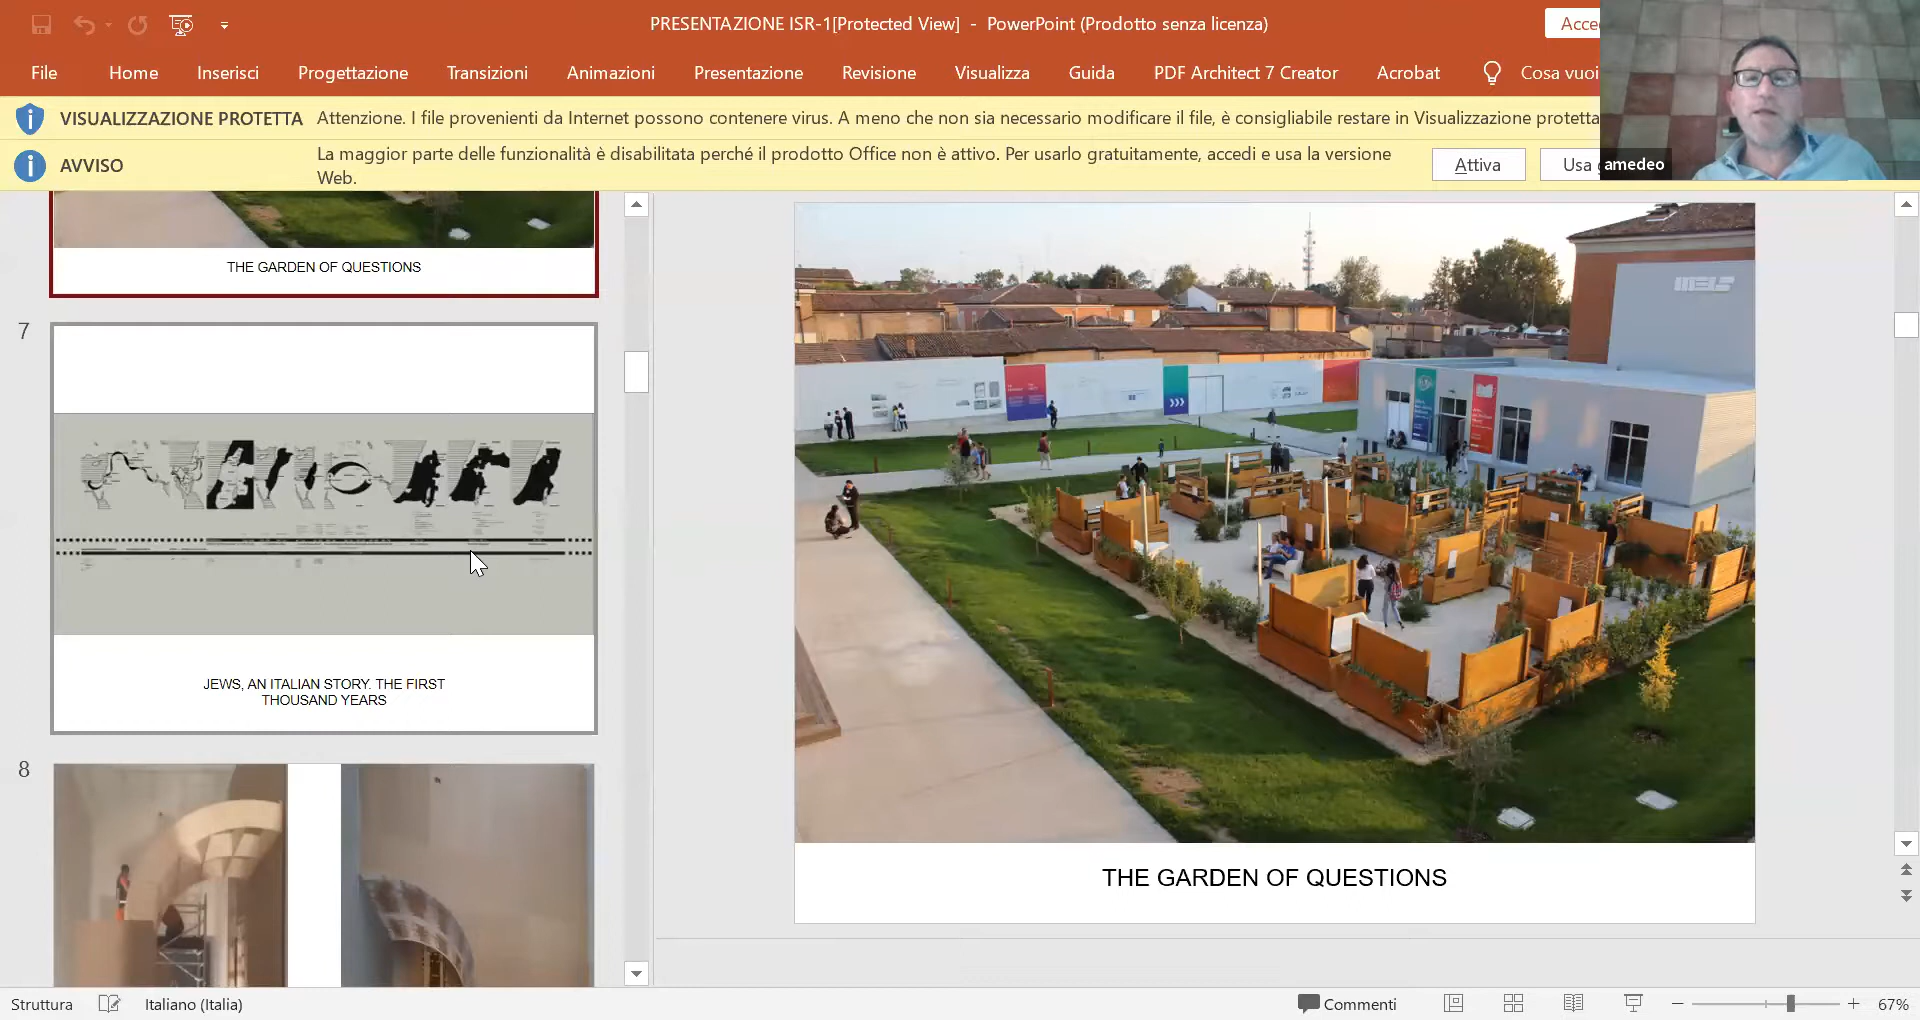 PRESENTAZIONE ISR-1[Protected View] - PowerPoint (Prodotto senza licenza)
File Home Inserisci Progettazione Transizioni Animazioni Presentazione Revisione Visualizza Guida PDF Architect 7 Creator Acrobat Cosa vuoi
VISUALIZZAZIONE PROTETTA Attenzione. I file provenienti da Internet possono contenere virus. A meno che non sia necessario modificare il file, è consigliabile restare in Visualizzazione protetta
AVVISO
La maggior parte delle funzionalità è disabilitata perché il prodotto Office non è attivo. Per usarlo gratuitamente, accedi e usa la versione
Web.
Attiva
Usa
amedeo
THE GARDEN OF QUESTIONS
7
JEWS, AN ITALIAN STORY. THE FIRST
THOUSAND YEARS
8
MEIS
THE GARDEN OF QUESTIONS
Struttura Italiano (Italia) Commenti 67%